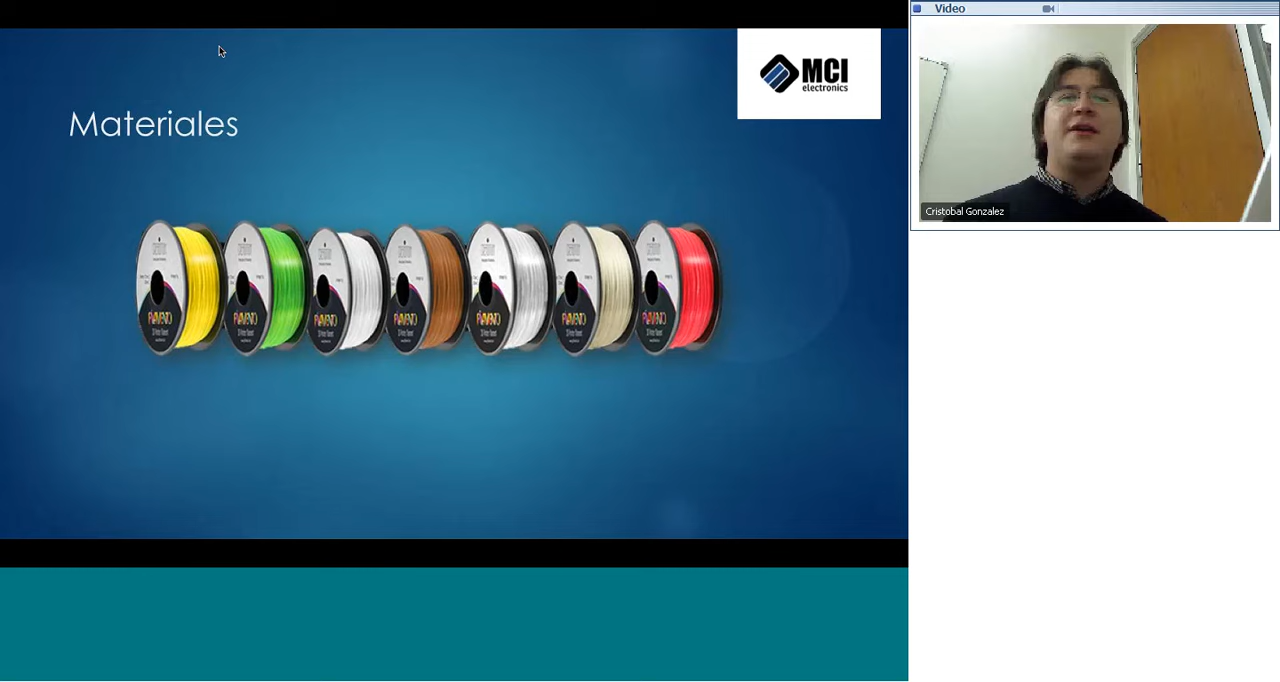 Video
MCI
electronics
Materiales
Cristobal Gonzalez